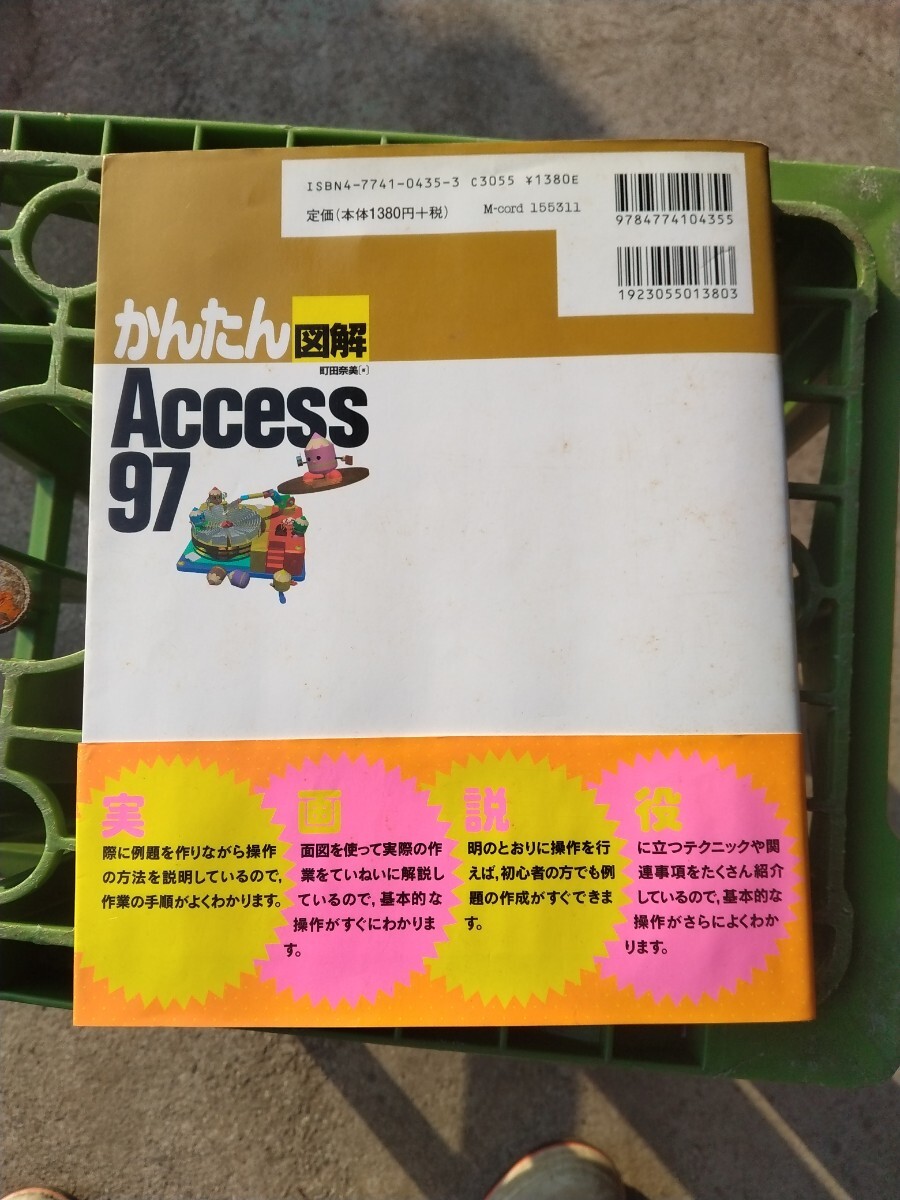 ISBN4-7741-0435-3 C3055 ¥1380E
定価(本体1380円+税) M-cord 155311
9784774104355
1923055013803
かんたん図解
町田奈美[著]
Access
97
実
際に例題を作りながら操作
の方法を説明しているので,
作業の手順がよくわかります。
画
面図を使って実際の作
業をていねいに解説し
ているので, 基本的な
操作がすぐにわかりま
す。
説
明のとおりに操作を行
えば, 初心者の方でも例
題の作成がすぐできま
す。
役
に立つテクニックや関
連事項をたくさん紹介
しているので, 基本的な
操作がさらによくわか
ります。